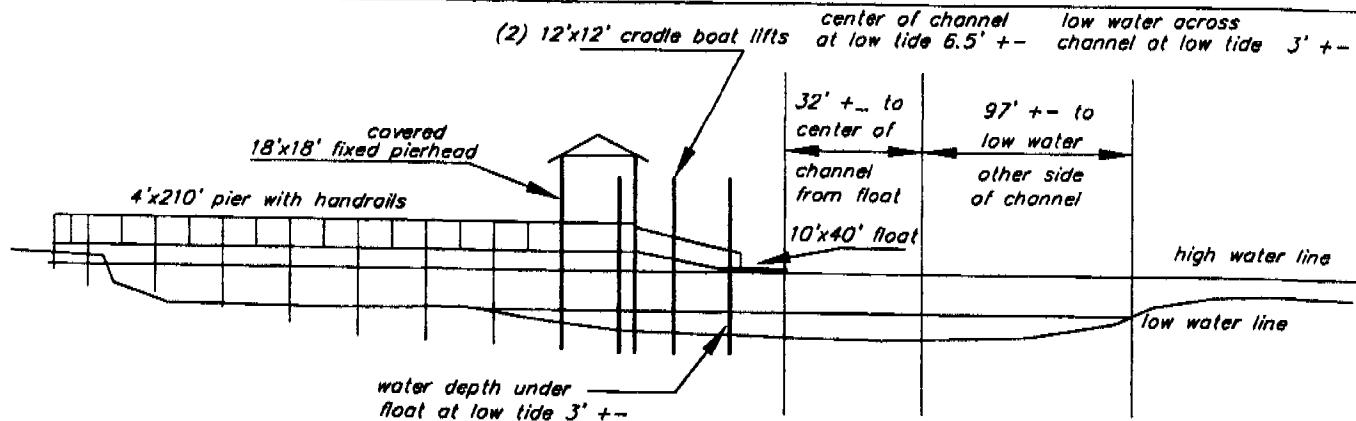 (2) 12'x12' cradle boat lifts
center of channel
at low tide 6.5' +-
low water across
channel at low tide 3' +-
covered
18'x18' fixed pierhead
4'x210' pier with handrails
32' +- to
center of
channel
from float
97' +- to
low water
other side
of channel
10'x40' float
high water line
low water line
water depth under
float at low tide 3' +-